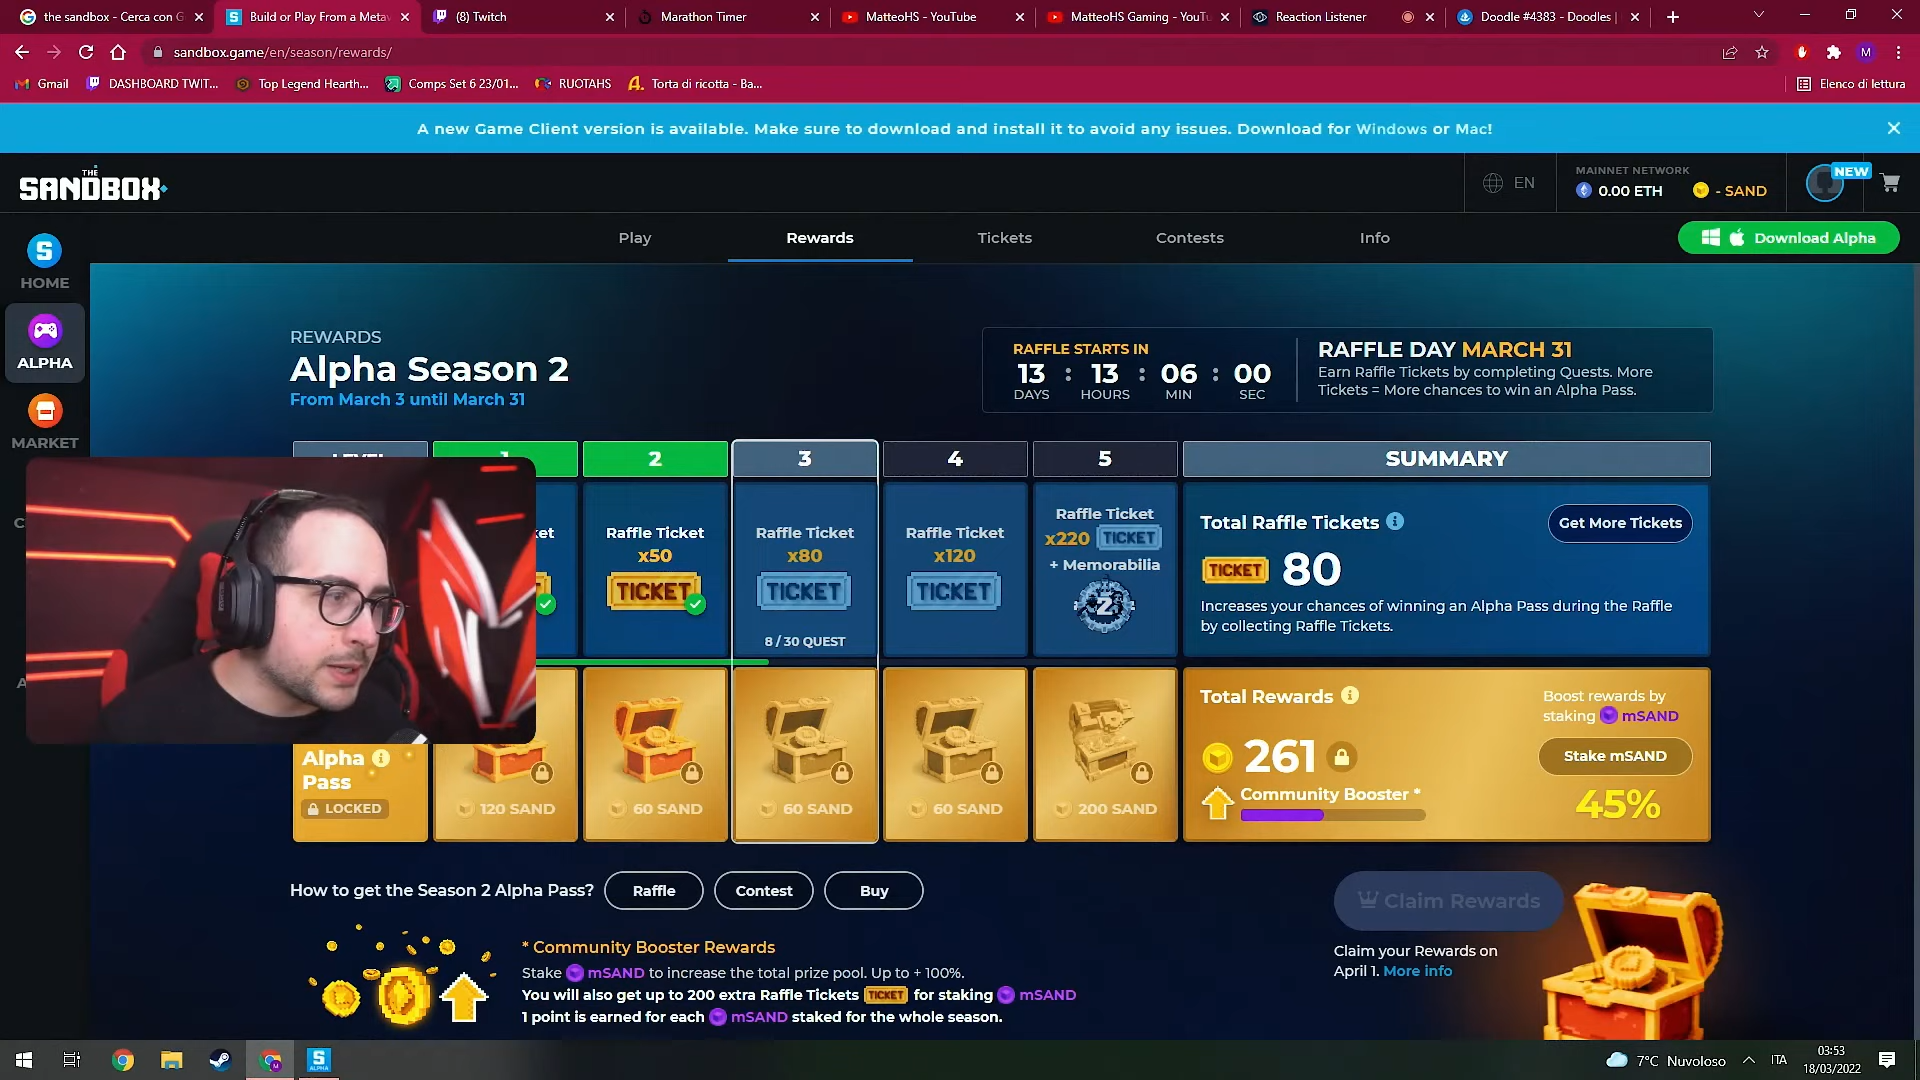 the sandbox - Cerca con G
Build or Play From a Metav
(8) Twitch
Marathon Timer
MatteoHS - YouTube
MatteoHS Gaming - YouTu
Reaction Listener
Doodle #4383 - Doodles |
sandbox.game/en/season/rewards/
M
Gmail
DASHBOARD TWIT...
Top Legend Hearth...
Comps Set 6 23/01...
RUOTAHS
Torta di ricotta - Ba...
Elenco di lettura
A new Game Client version is available. Make sure to download and install it to avoid any issues. Download for Windows or Mac!
THE
SANDBOX
EN
MAINNET NETWORK
0.00 ETH
- SAND
NEW
Play
Rewards
Tickets
Contests
Info
Download Alpha
S
HOME
ALPHA
MARKET
REWARDS
Alpha Season 2
From March 3 until March 31
RAFFLE STARTS IN
13 : 13 : 06 : 00
DAYS HOURS MIN SEC
RAFFLE DAY MARCH 31
Earn Raffle Tickets by completing Quests. More
Tickets = More chances to win an Alpha Pass.
2
3
4
5
SUMMARY
Raffle Ticket
x50
TICKET
Raffle Ticket
x80
TICKET
8 / 30 QUEST
Raffle Ticket
x120
TICKET
Raffle Ticket
x220 TICKET
+ Memorabilia
2
Total Raffle Tickets
Get More Tickets
TICKET 80
Increases your chances of winning an Alpha Pass during the Raffle
by collecting Raffle Tickets.
Alpha
Pass
LOCKED
120 SAND
60 SAND
60 SAND
60 SAND
200 SAND
Total Rewards
Boost rewards by
staking mSAND
261
Stake mSAND
Community Booster *
45%
How to get the Season 2 Alpha Pass?
Raffle
Contest
Buy
Claim Rewards
Claim your Rewards on
April 1. More info
* Community Booster Rewards
Stake mSAND to increase the total prize pool. Up to + 100%.
You will also get up to 200 extra Raffle Tickets TICKET for staking mSAND
1 point is earned for each mSAND staked for the whole season.
S
ALPHA
7°C Nuvoloso
ITA
03:53
18/03/2022